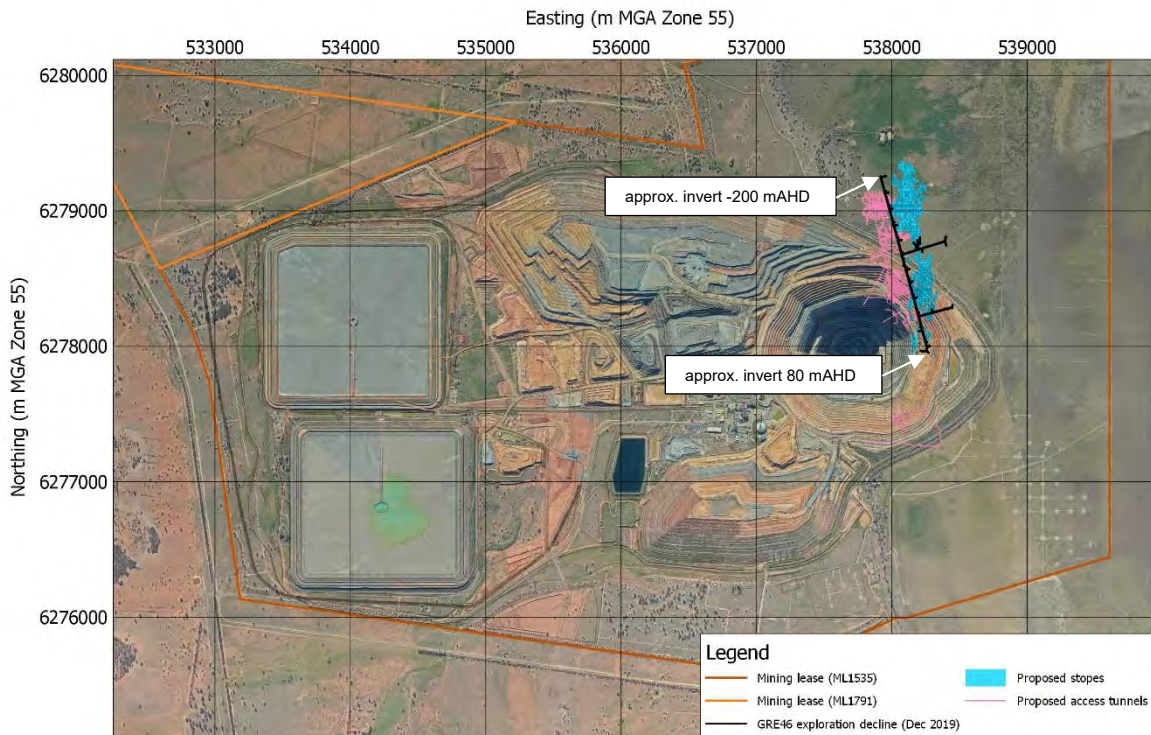 Easting (m MGA Zone 55)
533000 534000 535000 536000 537000 538000 539000
6280000
6279000
6278000
6277000
6276000
Northing (m MGA Zone 55)
approx. invert -200 mAHD
approx. invert 80 mAHD
Legend
Mining lease (ML1535)
Mining lease (ML1791)
GRE46 exploration decline (Dec 2019)
Proposed stopes
Proposed access tunnels